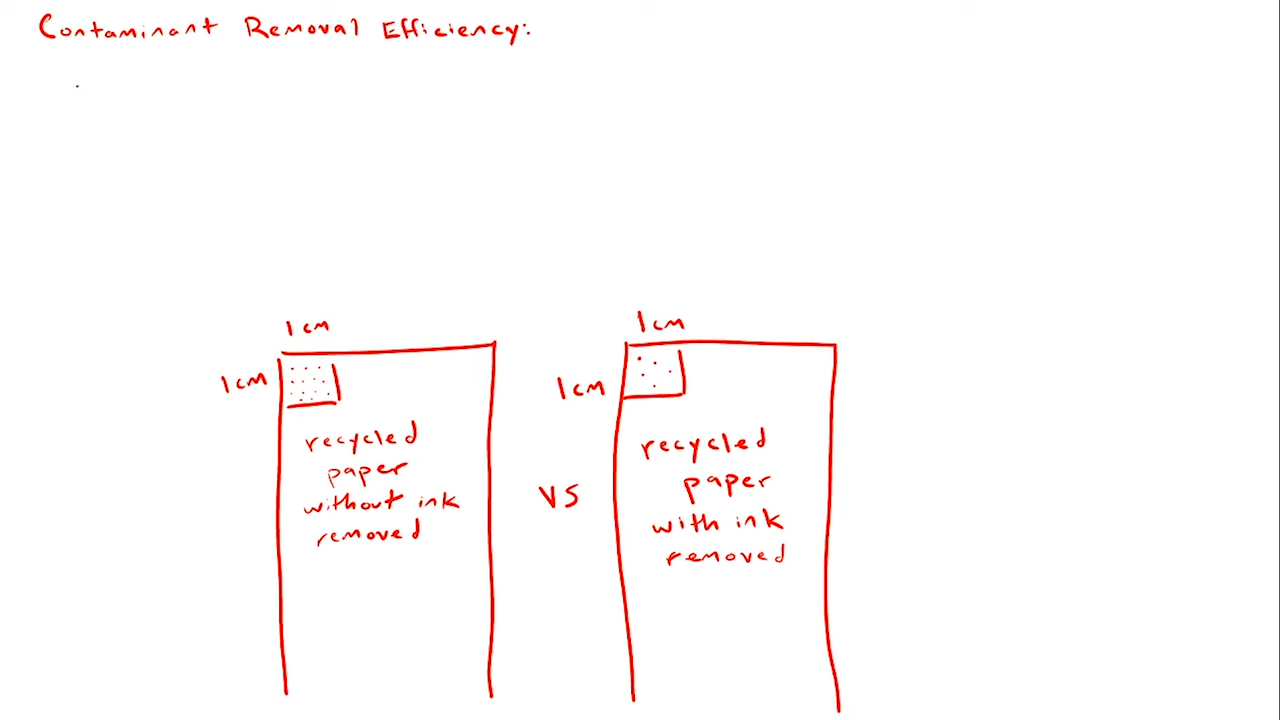 Contaminant Removal Efficiency:
1cm
1cm
recycled
paper
without ink
removed
vs
1cm
1cm
recycled
paper
with ink
removed